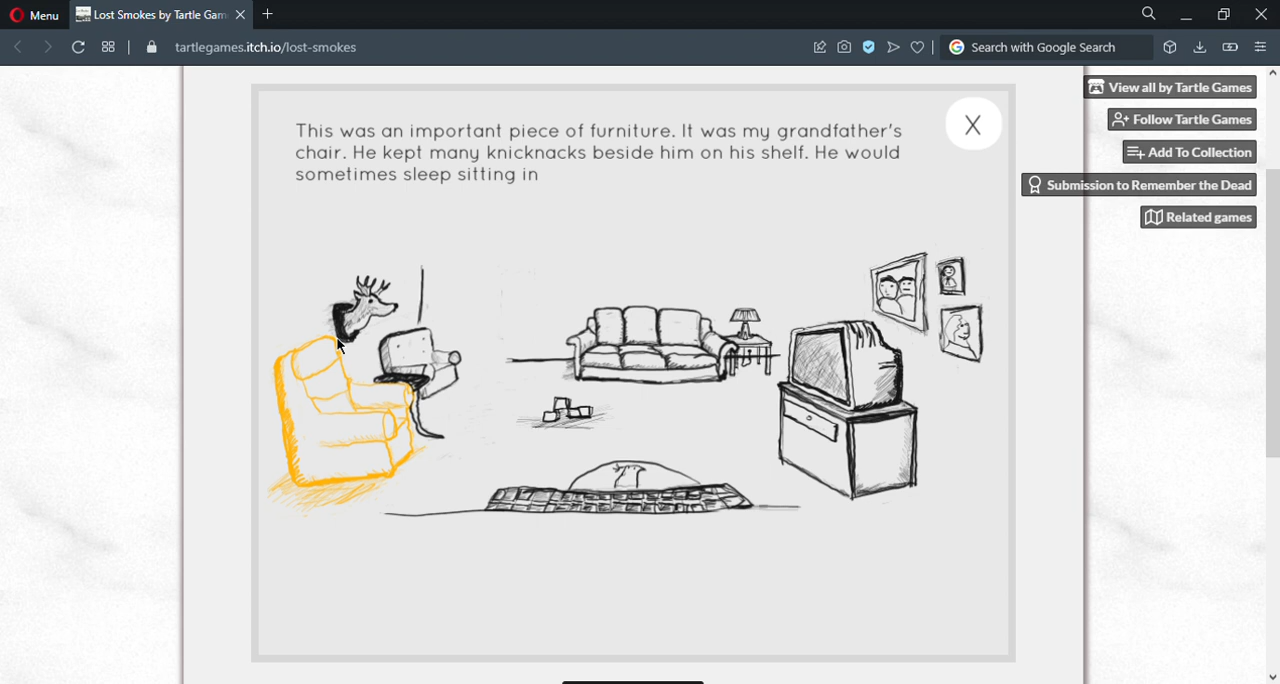 Menu
Lost Smokes by Tartle Gam
tartlegames.itch.io/lost-smokes
Search with Google Search
View all by Tartle Games
Follow Tartle Games
Add To Collection
Submission to Remember the Dead
Related games
This was an important piece of furniture. It was my grandfather's
chair. He kept many knicknacks beside him on his shelf. He would
sometimes sleep sitting in
X